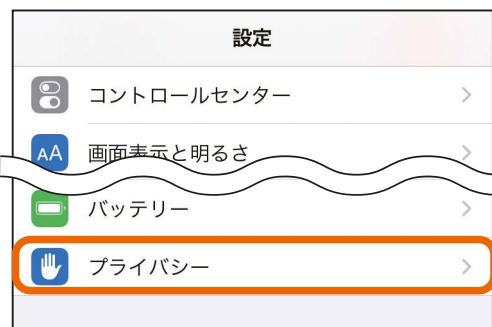 設定
コントロールセンター
AA 画面表示と明るさ
バッテリー
プライバシー